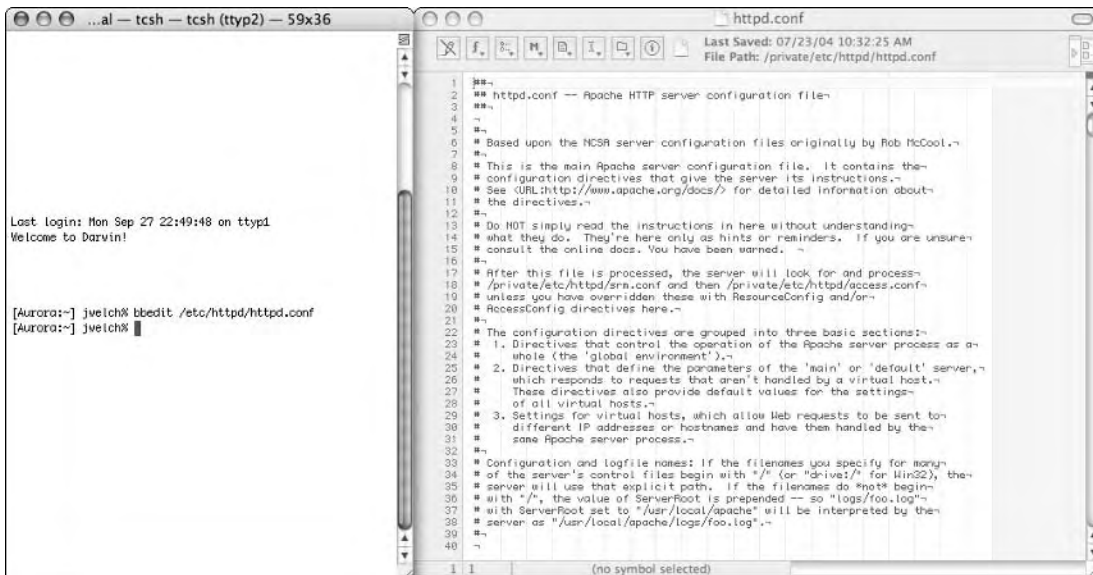 ...al — tcsh — tcsh (ttyp2) — 59x36
Last login: Mon Sep 27 22:49:48 on ttyp1
Welcome to Darwin!
[Aurora:~] jwelch% bbedit /etc/httpd/httpd.conf
[Aurora:~] jwelch%
httpd.conf
Last Saved: 07/23/04 10:32:25 AM
File Path: /private/etc/httpd/httpd.conf
1 ##¬
2 ## httpd.conf -- Apache HTTP server configuration file¬
3 ##¬
4 ¬
5 #¬
6 # Based upon the NCSA server configuration files originally by Rob McCool.¬
7 #¬
8 # This is the main Apache server configuration file.  It contains the¬
9 # configuration directives that give the server its instructions.¬
10 # See <URL:http://www.apache.org/docs/> for detailed information about¬
11 # the directives.¬
12 #¬
13 # Do NOT simply read the instructions in here without understanding¬
14 # what they do.  They're here only as hints or reminders.  If you are unsure¬
15 # consult the online docs. You have been warned.  ¬
16 #¬
17 # After this file is processed, the server will look for and process¬
18 # /private/etc/httpd/srm.conf and then /private/etc/httpd/access.conf¬
19 # unless you have overridden these with ResourceConfig and/or¬
20 # AccessConfig directives here.¬
21 #¬
22 # The configuration directives are grouped into three basic sections:¬
23 #  1. Directives that control the operation of the Apache server process as a¬
24 #     whole (the 'global environment').¬
25 #  2. Directives that define the parameters of the 'main' or 'default' server,¬
26 #     which responds to requests that aren't handled by a virtual host.¬
27 #     These directives also provide default values for the settings¬
28 #     of all virtual hosts.¬
29 #  3. Settings for virtual hosts, which allow Web requests to be sent to¬
30 #     different IP addresses or hostnames and have them handled by the¬
31 #     same Apache server process.¬
32 #¬
33 # Configuration and logfile names: If the filenames you specify for many¬
34 # of the server's control files begin with "/" (or "drive:/" for Win32), the¬
35 # server will use that explicit path.  If the filenames do *not* begin¬
36 # with "/", the value of ServerRoot is prepended -- so "logs/foo.log"¬
37 # with ServerRoot set to "/usr/local/apache" will be interpreted by the¬
38 # server as "/usr/local/apache/logs/foo.log".¬
39 #¬
40 ¬
1 1 (no symbol selected)